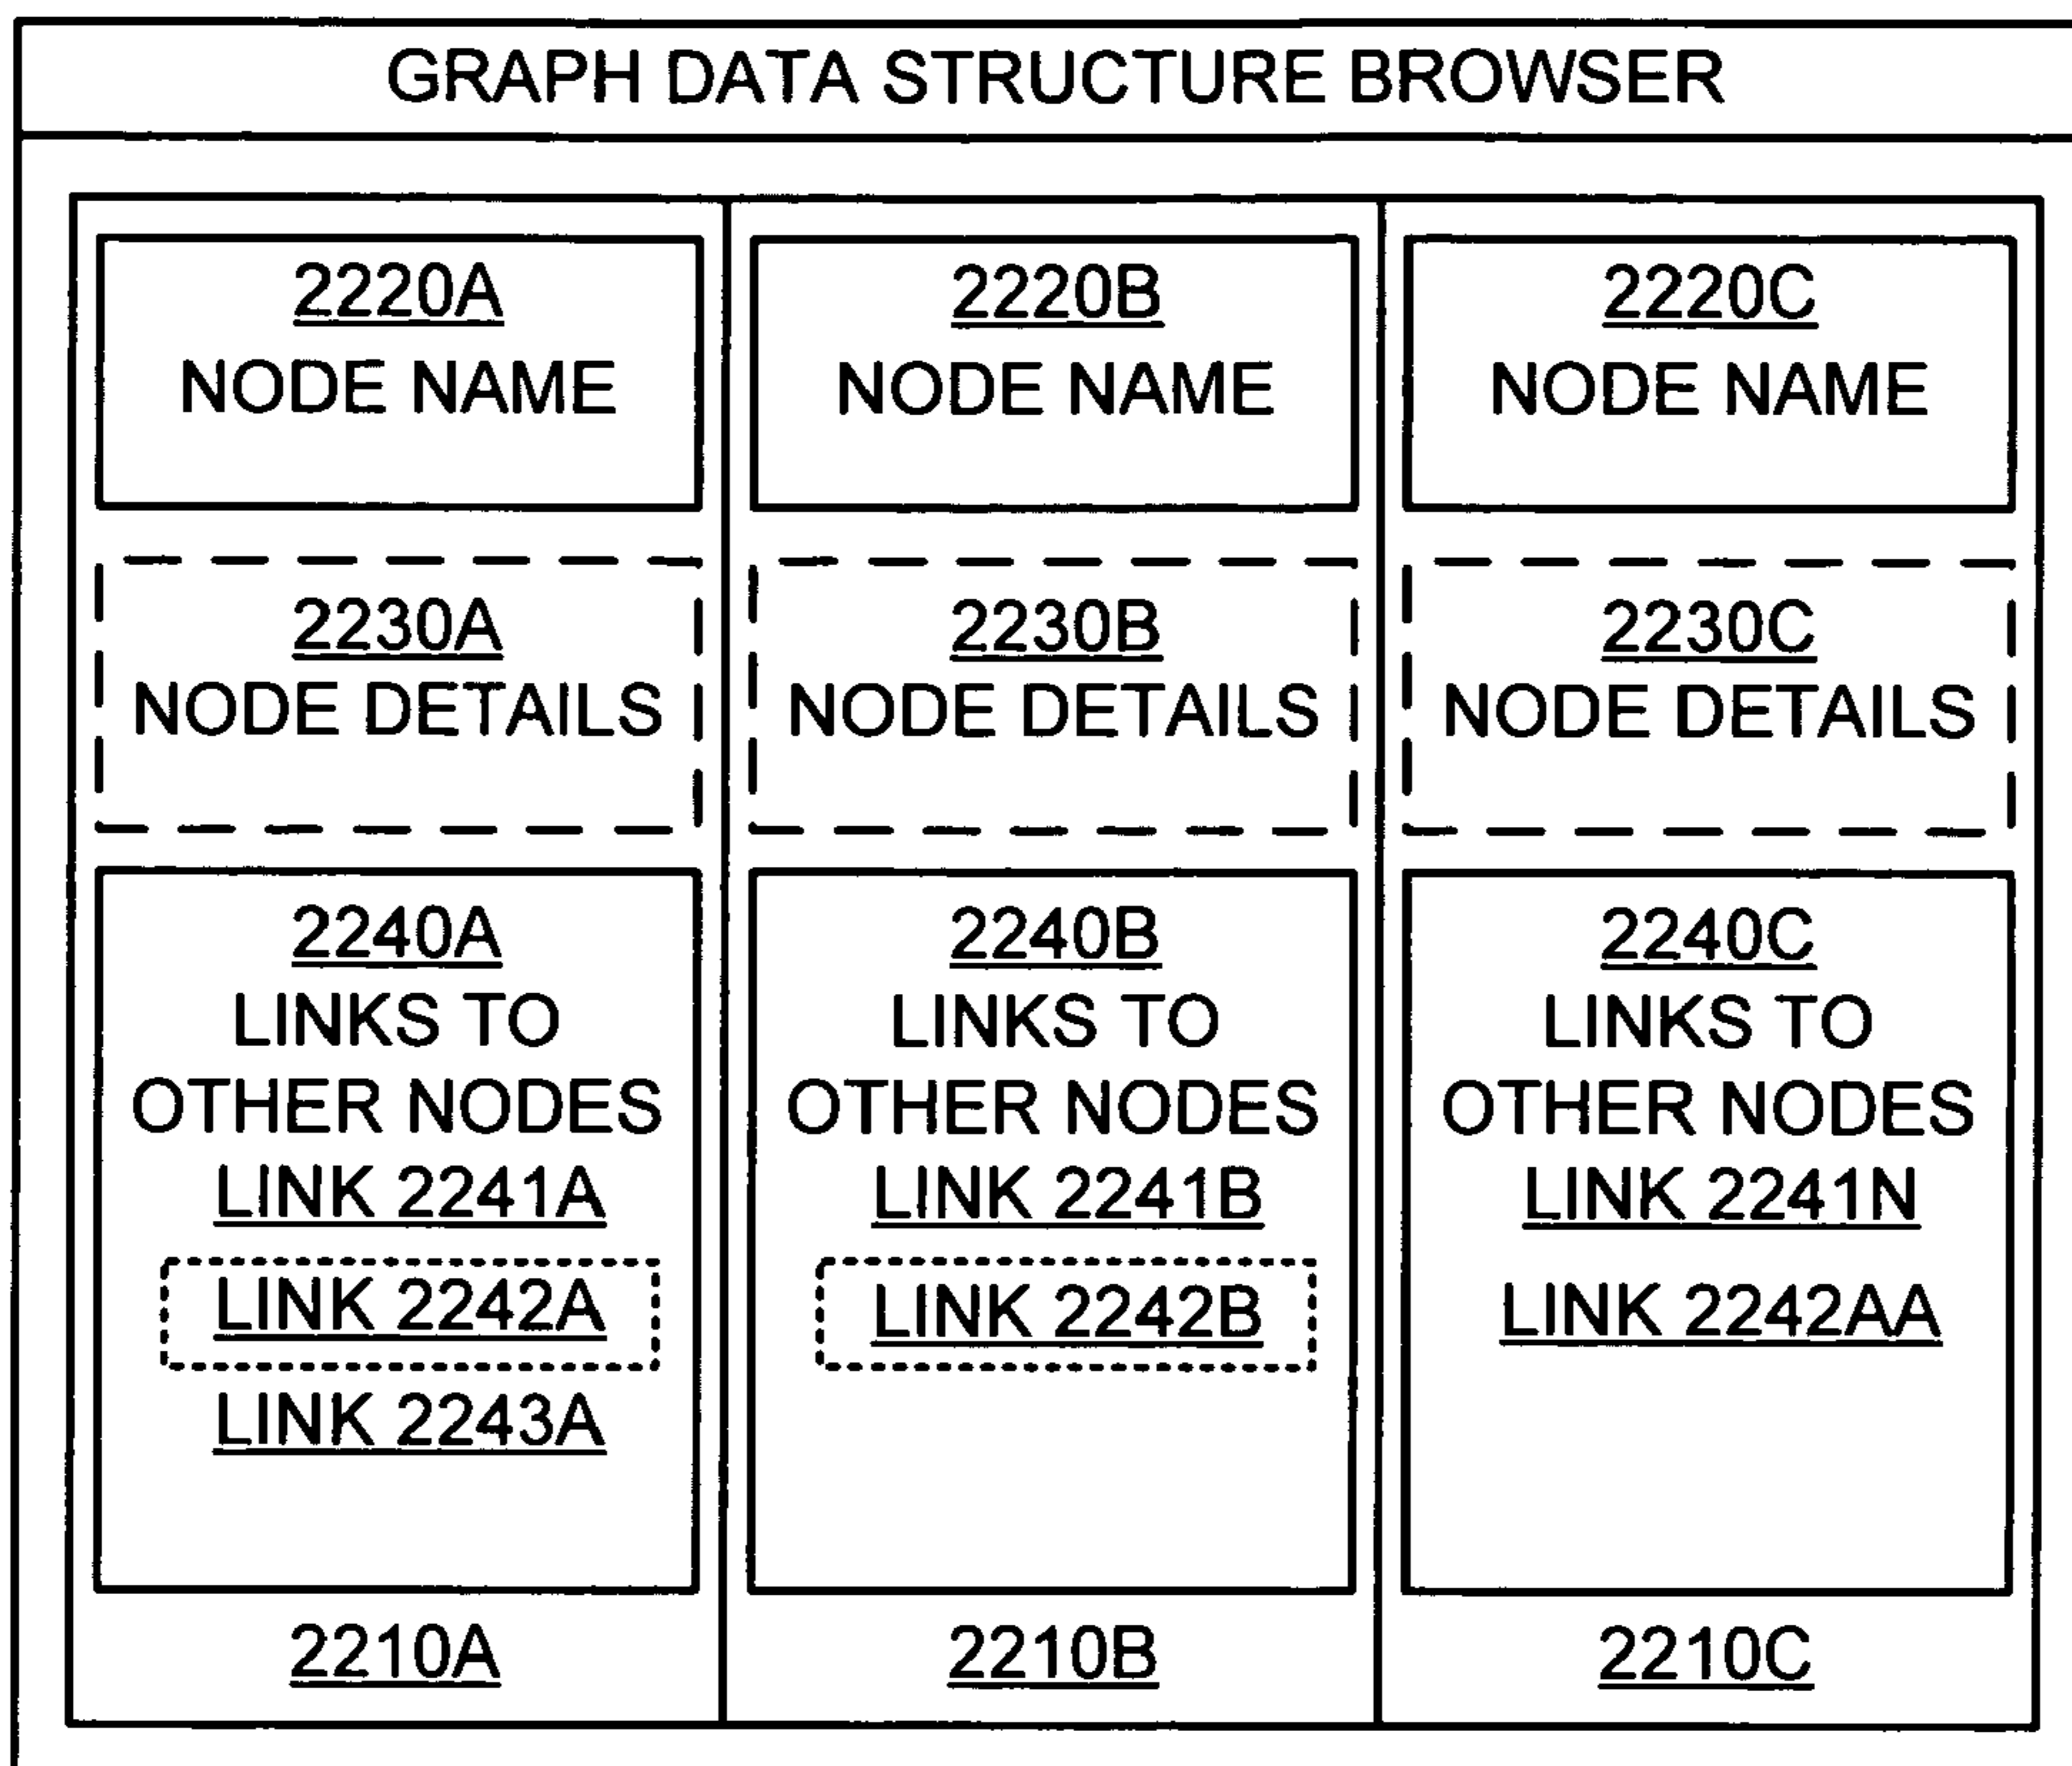 GRAPH DATA STRUCTURE BROWSER
2220A
NODE NAME
2230A
NODE DETAILS
2240A
LINKS TO
OTHER NODES
LINK 2241A
LINK 2242A
LINK 2243A
2210A
2220B
NODE NAME
2230B
NODE DETAILS
2240B
LINKS TO
OTHER NODES
LINK 2241B
LINK 2242B
2210B
2220C
NODE NAME
2230C
NODE DETAILS
2240C
LINKS TO
OTHER NODES
LINK 2241N
LINK 2242AA
2210C